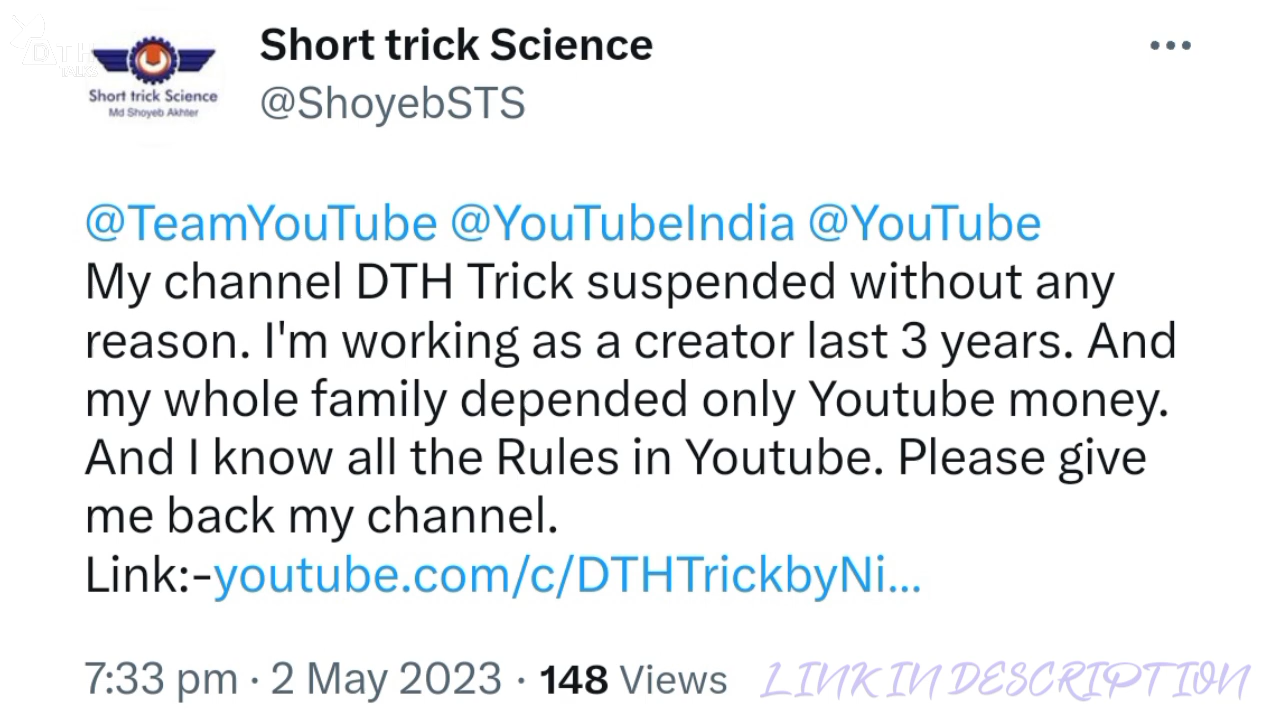 DTH
TALKS
Short trick Science
Md Shoyeb Akhter
Short trick Science
@ShoyebSTS
@TeamYouTube @YouTubeIndia @YouTube
My channel DTH Trick suspended without any
reason. I'm working as a creator last 3 years. And
my whole family depended only Youtube money.
And I know all the Rules in Youtube. Please give
me back my channel.
Link:-youtube.com/c/DTHTrickbyNi...
7:33 pm · 2 May 2023 · 148 Views
LINK IN DESCRIPTION